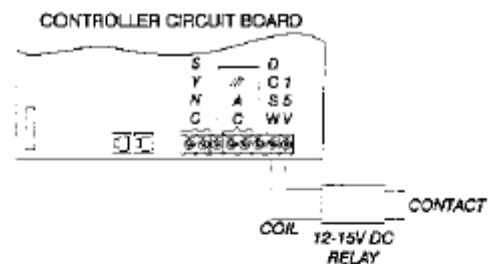 CONTROLLER CIRCUIT BOARD
S D
Y /// C 1
N A S 5
C C W V
CONTACT
COIL
12-15V DC
RELAY